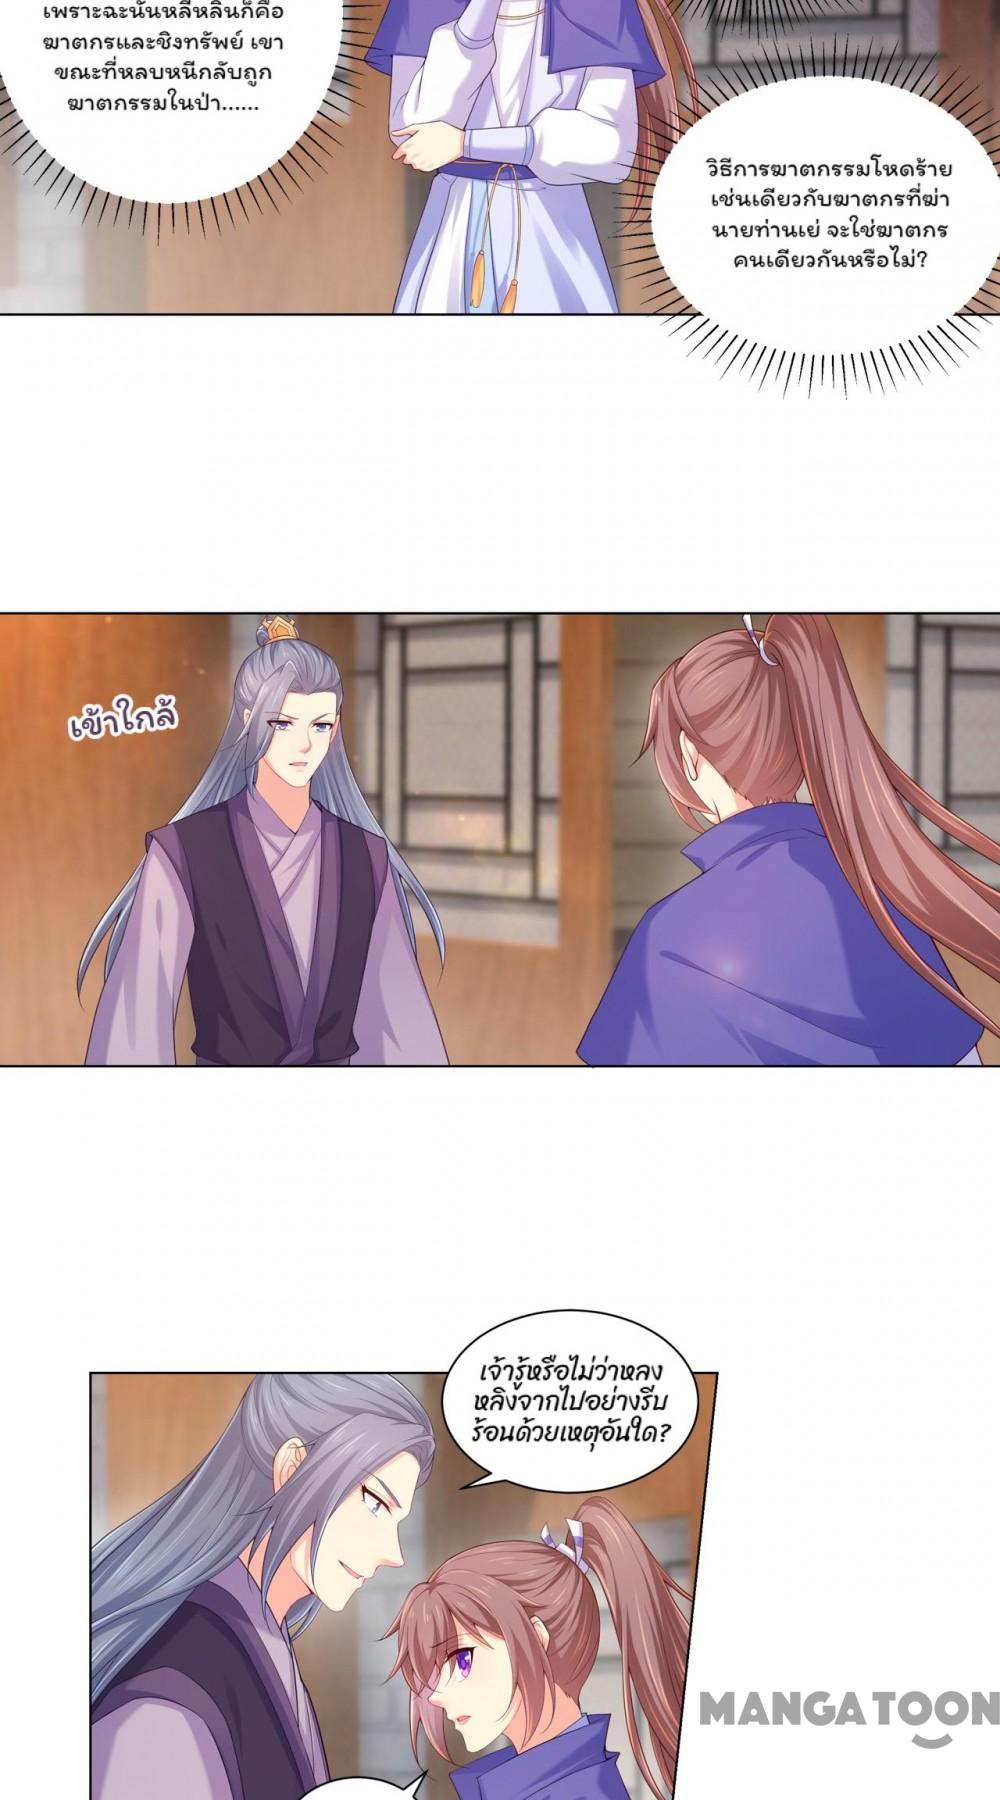 เพราะฉะนั้นหลีหลินก็คือ
ฆาตกรและชิงทรัพย์ เขา
ขณะที่หลบหนีกลับถูก
ฆาตกรรมในป่า......
วิธีการฆาตกรรมโหดร้าย
เช่นเดียวกับฆาตกรที่ฆ่า
นายท่านเย่ จะใช่ฆาตกร
คนเดียวกันหรือไม่?
เข้าใกล้
เจ้ารู้หรือไม่ว่าหลง
หลิงจากไปอย่างรีบ
ร้อนด้วยเหตุอันใด?
MANGATOON